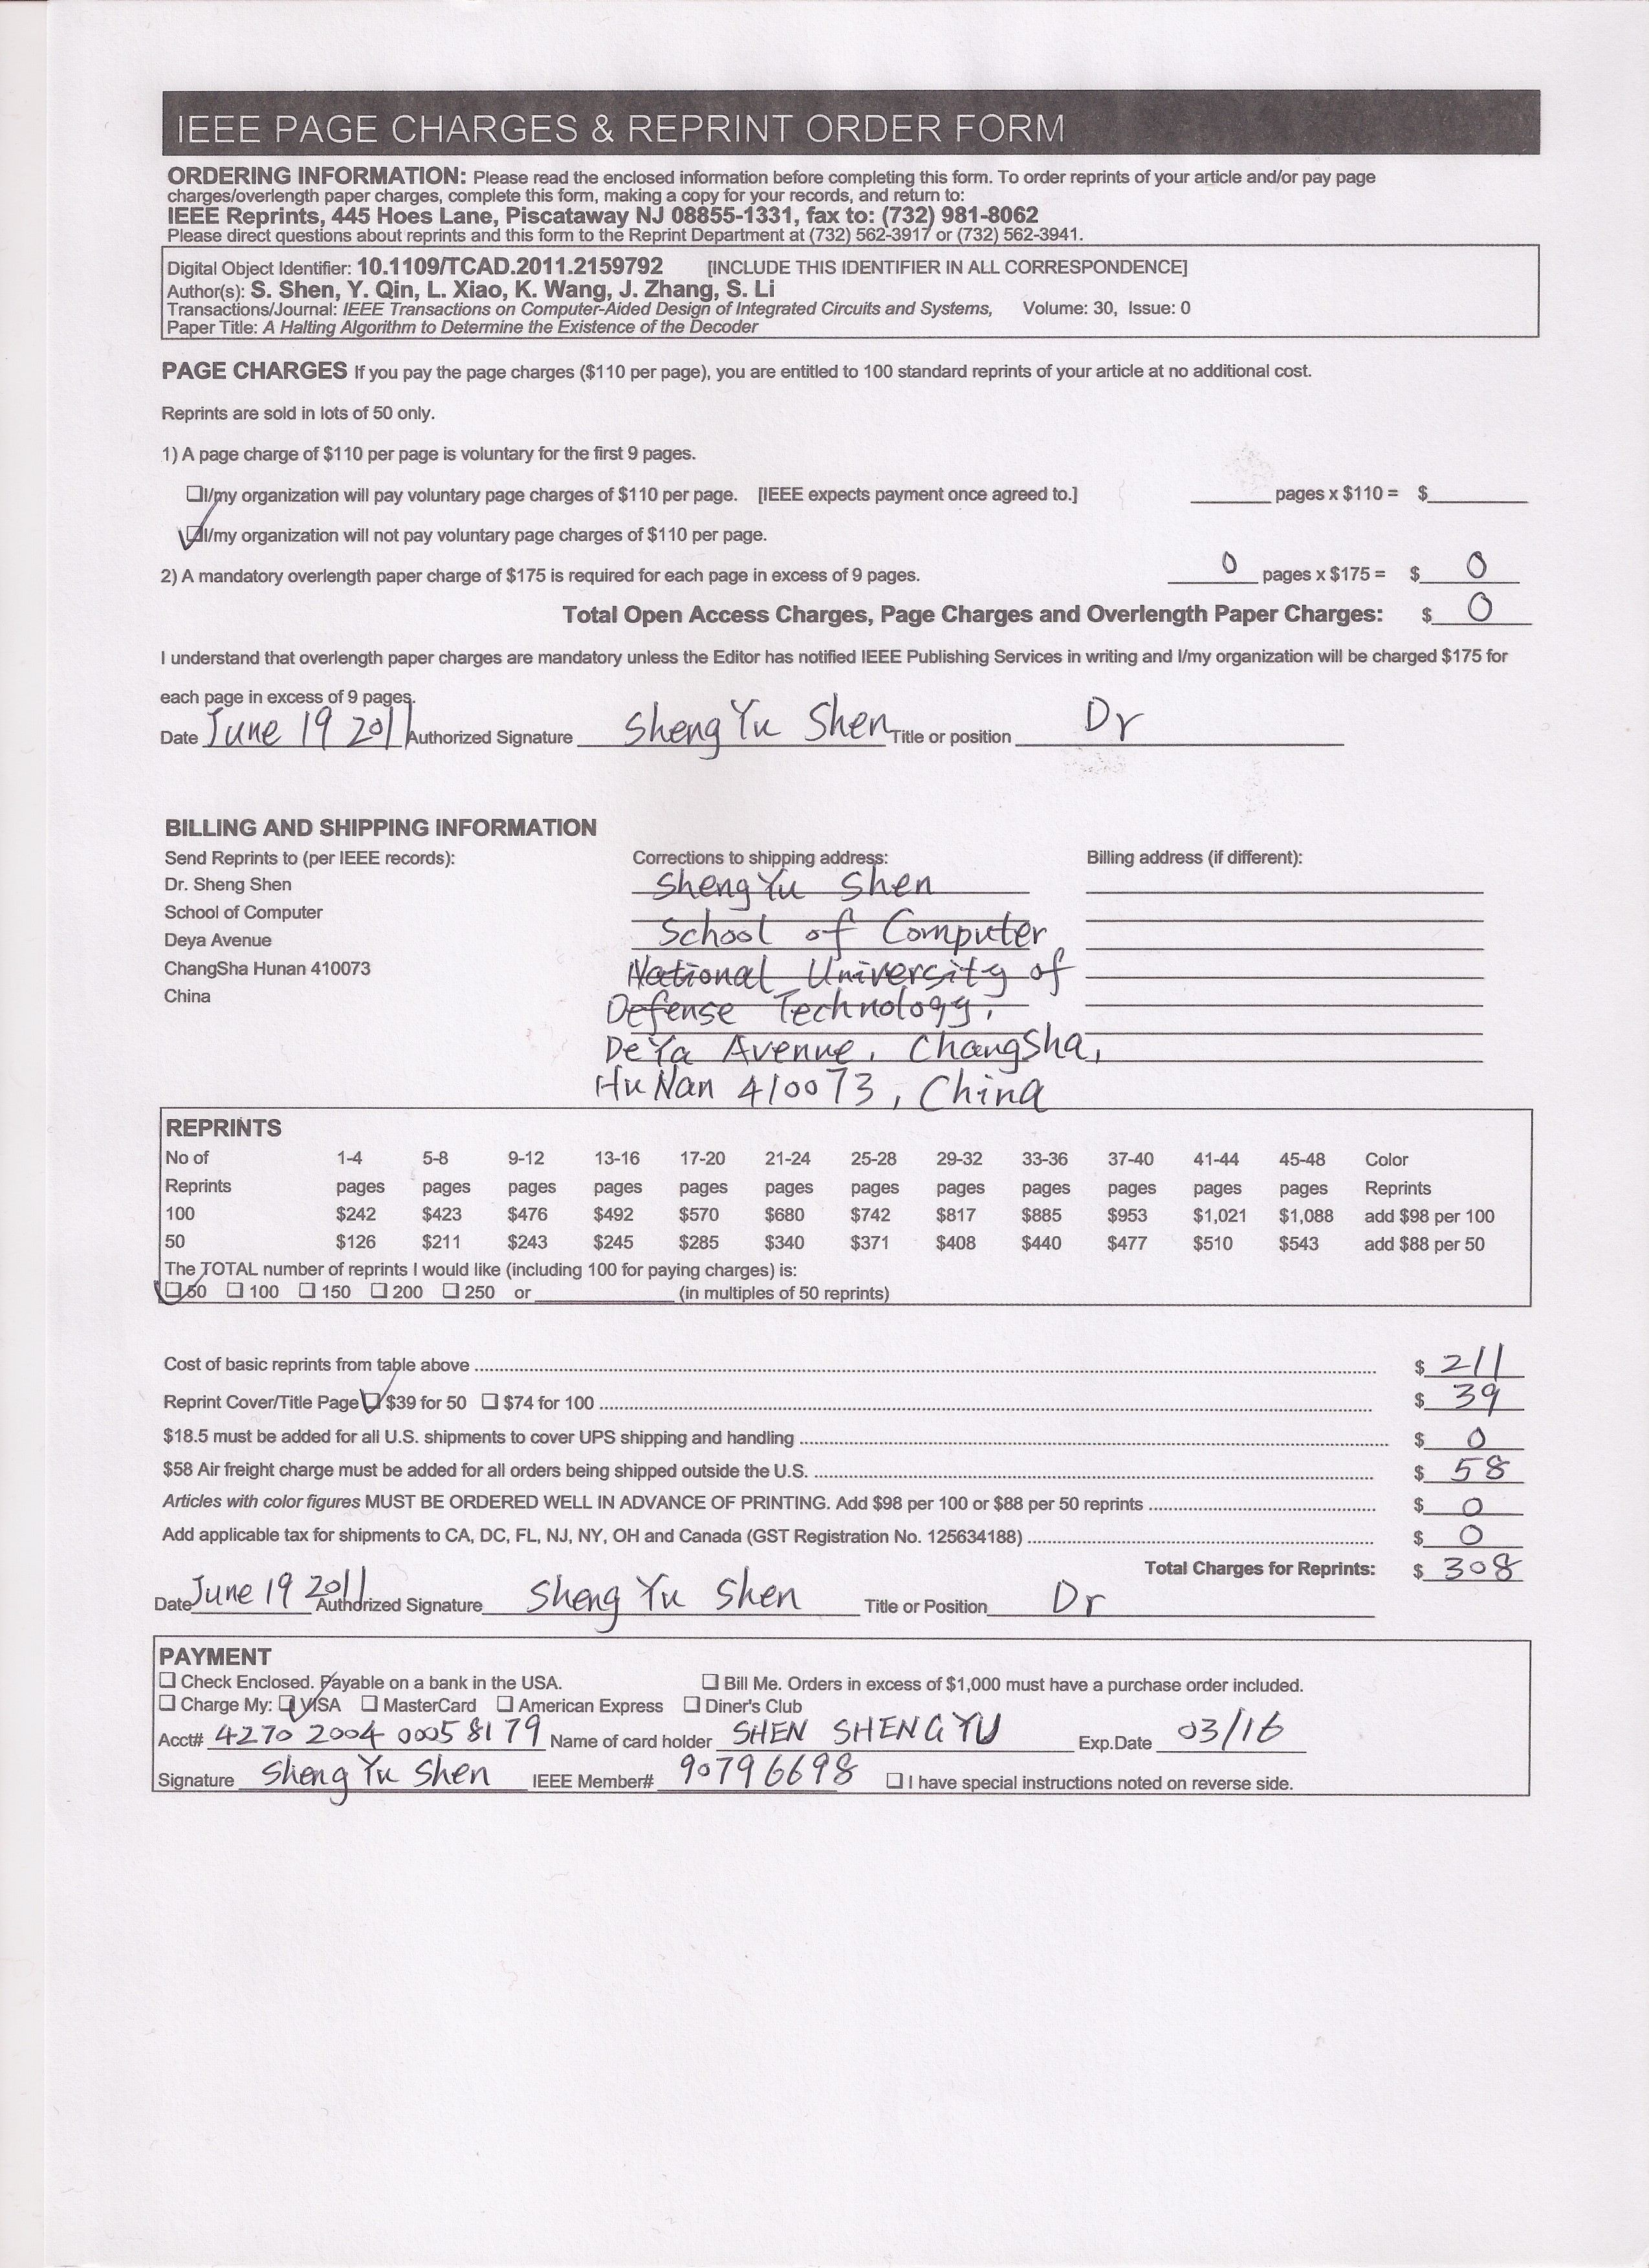 IEEE PAGE CHARGES & REPRINT ORDER FORM
ORDERING INFORMATION: Please read the enclosed information before completing this form. To order reprints of your article and/or pay page
charges/overlength paper charges, complete this form, making a copy for your records, and return to:
IEEE Reprints, 445 Hoes Lane, Piscataway NJ 08855-1331, fax to: (732) 981-8062
Please direct questions about reprints and this form to the Reprint Department at (732) 562-3917 or (732) 562-3941.
Digital Object Identifier: 10.1109/TCAD.2011.2159792 [INCLUDE THIS IDENTIFIER IN ALL CORRESPONDENCE]
Author(s): S. Shen, Y. Qin, L. Xiao, K. Wang, J. Zhang, S. Li
Transactions/Journal: IEEE Transactions on Computer-Aided Design of Integrated Circuits and Systems, Volume: 30, Issue: 0
Paper Title: A Halting Algorithm to Determine the Existence of the Decoder
PAGE CHARGES If you pay the page charges ($110 per page), you are entitled to 100 standard reprints of your article at no additional cost.
Reprints are sold in lots of 50 only.
1) A page charge of $110 per page is voluntary for the first 9 pages.
I/my organization will pay voluntary page charges of $110 per page. [IEEE expects payment once agreed to.] pages x $110 = $
I/my organization will not pay voluntary page charges of $110 per page.
2) A mandatory overlength paper charge of $175 is required for each page in excess of 9 pages. 0 pages x $175 = $ 0
Total Open Access Charges, Page Charges and Overlength Paper Charges: $ 0
I understand that overlength paper charges are mandatory unless the Editor has notified IEEE Publishing Services in writing and I/my organization will be charged $175 for
each page in excess of 9 pages.
Date June 19 2011 Authorized Signature ShengYu Shen Title or position Dr
BILLING AND SHIPPING INFORMATION
Send Reprints to (per IEEE records): Corrections to shipping address: Billing address (if different):
Dr. Sheng Shen ShengYu Shen
School of Computer School of Computer
Deya Avenue National University of
ChangSha Hunan 410073 Defense Technology,
China DeYa Avenue, ChangSha,
HuNan 410073, China
REPRINTS
No of 1-4 5-8 9-12 13-16 17-20 21-24 25-28 29-32 33-36 37-40 41-44 45-48 Color
Reprints pages pages pages pages pages pages pages pages pages pages pages pages Reprints
100 $242 $423 $476 $492 $570 $680 $742 $817 $885 $953 $1,021 $1,088 add $98 per 100
50 $126 $211 $243 $245 $285 $340 $371 $408 $440 $477 $510 $543 add $88 per 50
The TOTAL number of reprints I would like (including 100 for paying charges) is:
50 100 150 200 250 or (in multiples of 50 reprints)
Cost of basic reprints from table above $ 211
Reprint Cover/Title Page $39 for 50 $74 for 100 $ 39
$18.5 must be added for all U.S. shipments to cover UPS shipping and handling $ 0
$58 Air freight charge must be added for all orders being shipped outside the U.S. $ 58
Articles with color figures MUST BE ORDERED WELL IN ADVANCE OF PRINTING. Add $98 per 100 or $88 per 50 reprints $ 0
Add applicable tax for shipments to CA, DC, FL, NJ, NY, OH and Canada (GST Registration No. 125634188) $ 0
Total Charges for Reprints: $ 308
Date June 19 2011 Authorized Signature Sheng Yu Shen Title or Position Dr
PAYMENT
Check Enclosed. Payable on a bank in the USA. Bill Me. Orders in excess of $1,000 must have a purchase order included.
Charge My: VISA MasterCard American Express Diner's Club
Acct# 4270 2004 0005 8179 Name of card holder SHEN SHENGYU Exp.Date 03/16
Signature Sheng Yu Shen IEEE Member# 90796698 I have special instructions noted on reverse side.